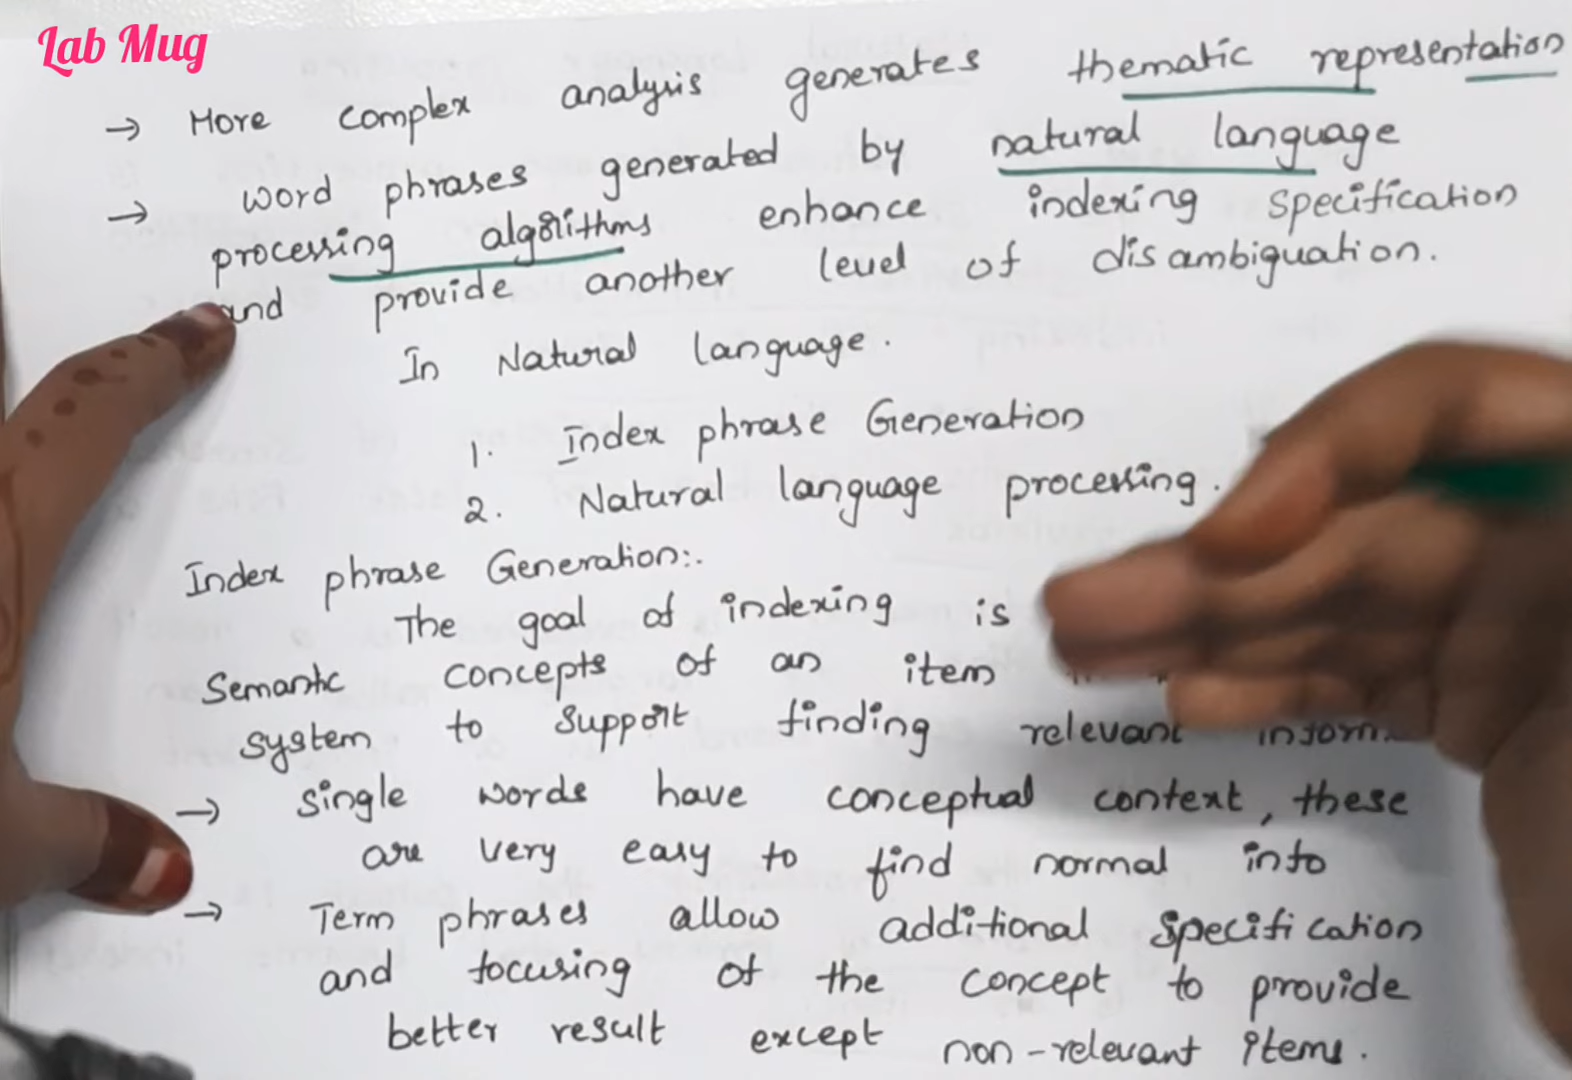 Lab Mug
→ More complex analysis generates thematic representation
→ word phrases generated by natural language
processing algorithms enhance indexing specification
and provide another level of disambiguation.
In Natural language.
1. Index phrase Generation
2. Natural language processing.
Index phrase Generation:.
The goal of indexing is
Semantic concepts of an item
system to support finding relevant
→ single words have conceptual context, these
are very easy to find normal info
→ Term phrases allow additional specification
and focusing of the concept to provide
better result except non-relevant items.